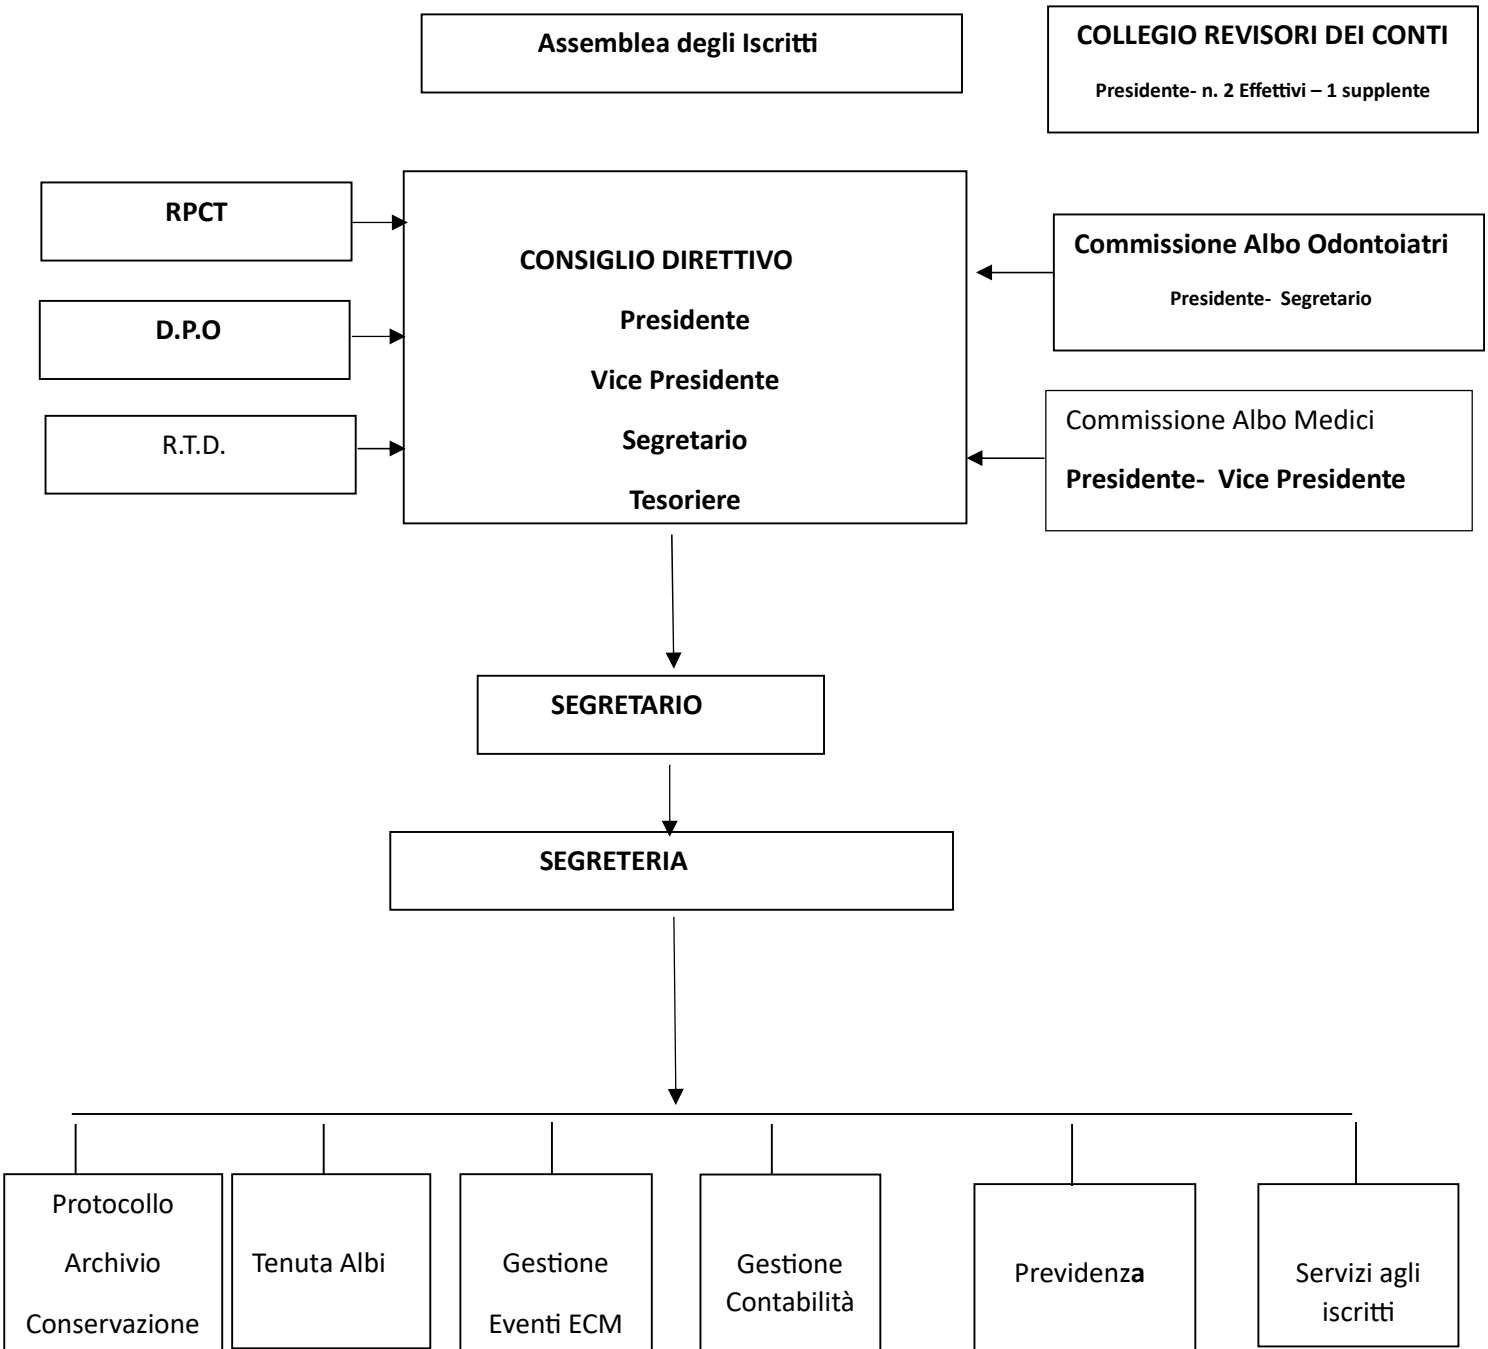 Assemblea degli Iscritti
COLLEGIO REVISORI DEI CONTI
Presidente- n. 2 Effettivi – 1 supplente
RPCT
D.P.O
R.T.D.
CONSIGLIO DIRETTIVO
Presidente
Vice Presidente
Segretario
Tesoriere
Commissione Albo Odontoiatri
Presidente- Segretario
Commissione Albo Medici
Presidente- Vice Presidente
SEGRETARIO
SEGRETERIA
Protocollo
Archivio
Conservazione
Tenuta Albi
Gestione
Eventi ECM
Gestione
Contabilità
Previdenza
Servizi agli
iscritti